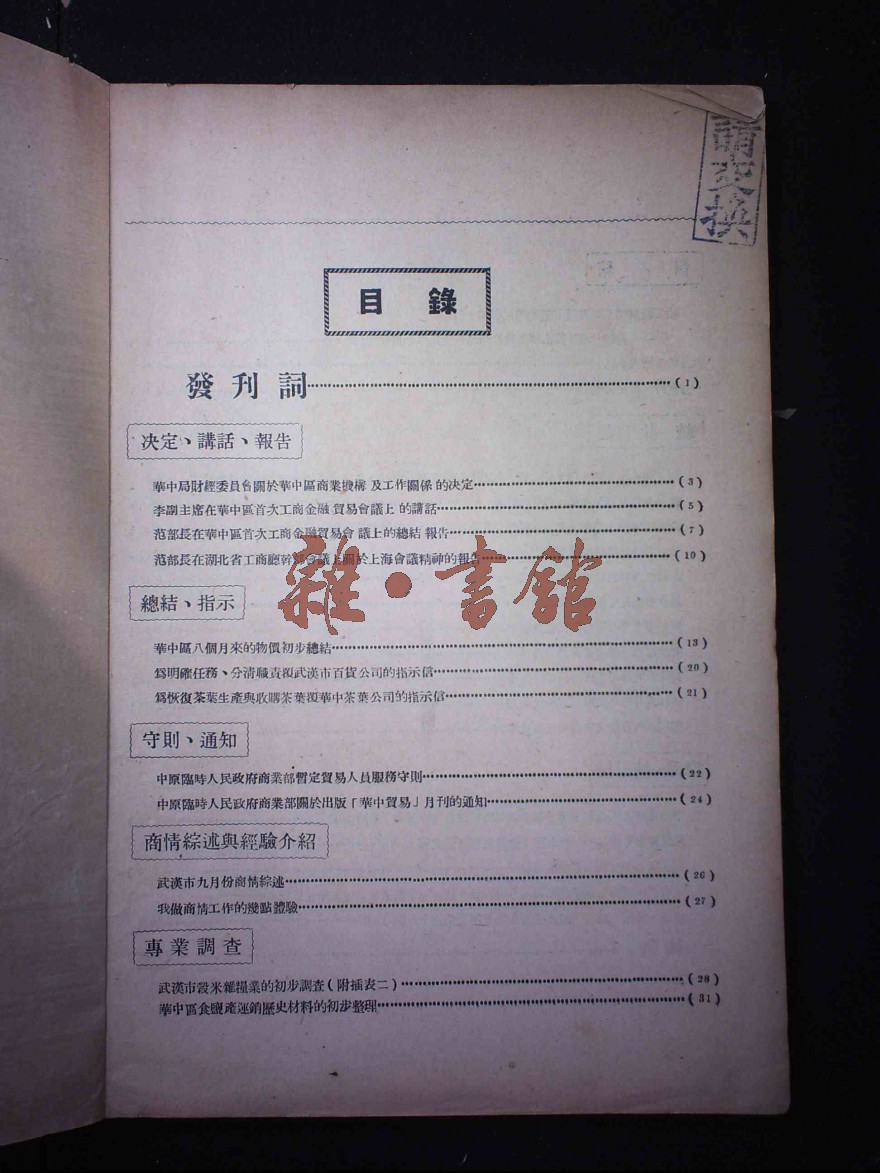 請更換
目錄
發刊詞……(1)
决定、講話、報告
華中局財經委員會關於華中區商業機構及工作關係的决定……(3)
李副主席在華中區首次工商金融貿易會議上的講話……(5)
范部長在華中區首次工商金融貿易會議上的總結報告……(7)
范部長在湖北省工商廳幹部會議上關於上海會議精神的報告……(10)
總結、指示
華中區八個月來的物價初步總結……(13)
爲明確任務、分清職責覆武漢市百貨公司的指示信……(20)
爲恢復茶葉生產與收購茶葉覆華中茶葉公司的指示信……(21)
守則、通知
中原臨時人民政府商業部暫定貿易人員服務守則……(22)
中原臨時人民政府商業部關於出版「華中貿易」月刊的通知……(24)
商情綜述與經驗介紹
武漢市九月份商情綜述……(26)
我做商情工作的幾點體驗……(27)
專業調查
武漢市穀米雜糧業的初步調查(附插表二)……(28)
華中區食鹽產運銷歷史材料的初步整理……(31)
雜·書館